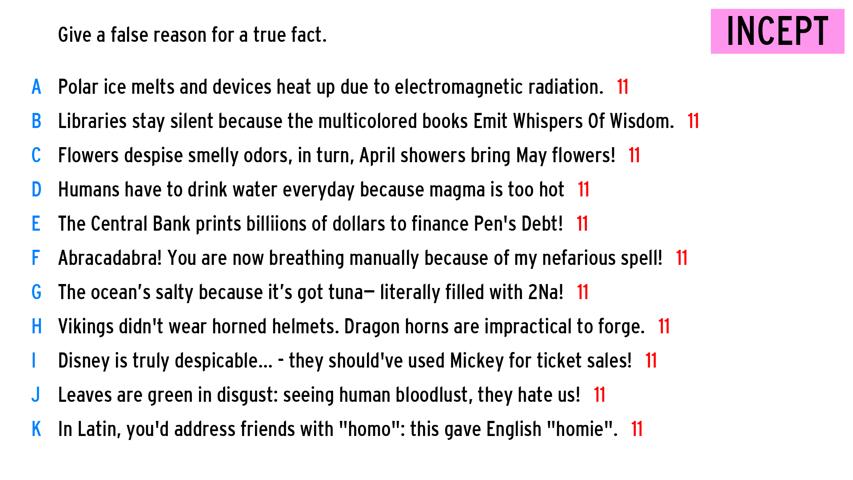 Give a false reason for a true fact.
INCEPT
A Polar ice melts and devices heat up due to electromagnetic radiation. 11
B Libraries stay silent because the multicolored books Emit Whispers Of Wisdom. 11
C Flowers despise smelly odors, in turn, April showers bring May flowers! 11
D Humans have to drink water everyday because magma is too hot 11
E The Central Bank prints billiions of dollars to finance Pen's Debt! 11
F Abracadabra! You are now breathing manually because of my nefarious spell! 11
G The ocean’s salty because it’s got tuna— literally filled with 2Na! 11
H Vikings didn't wear horned helmets. Dragon horns are impractical to forge. 11
I Disney is truly despicable... - they should've used Mickey for ticket sales! 11
J Leaves are green in disgust: seeing human bloodlust, they hate us! 11
K In Latin, you'd address friends with "homo": this gave English "homie". 11